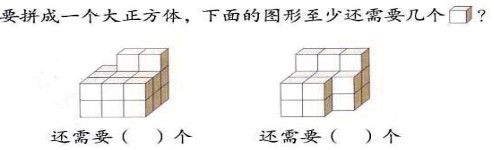 要拼成一个大正方体，下面的图形至少还需要几个？
还需要（ ）个 还需要（ ）个